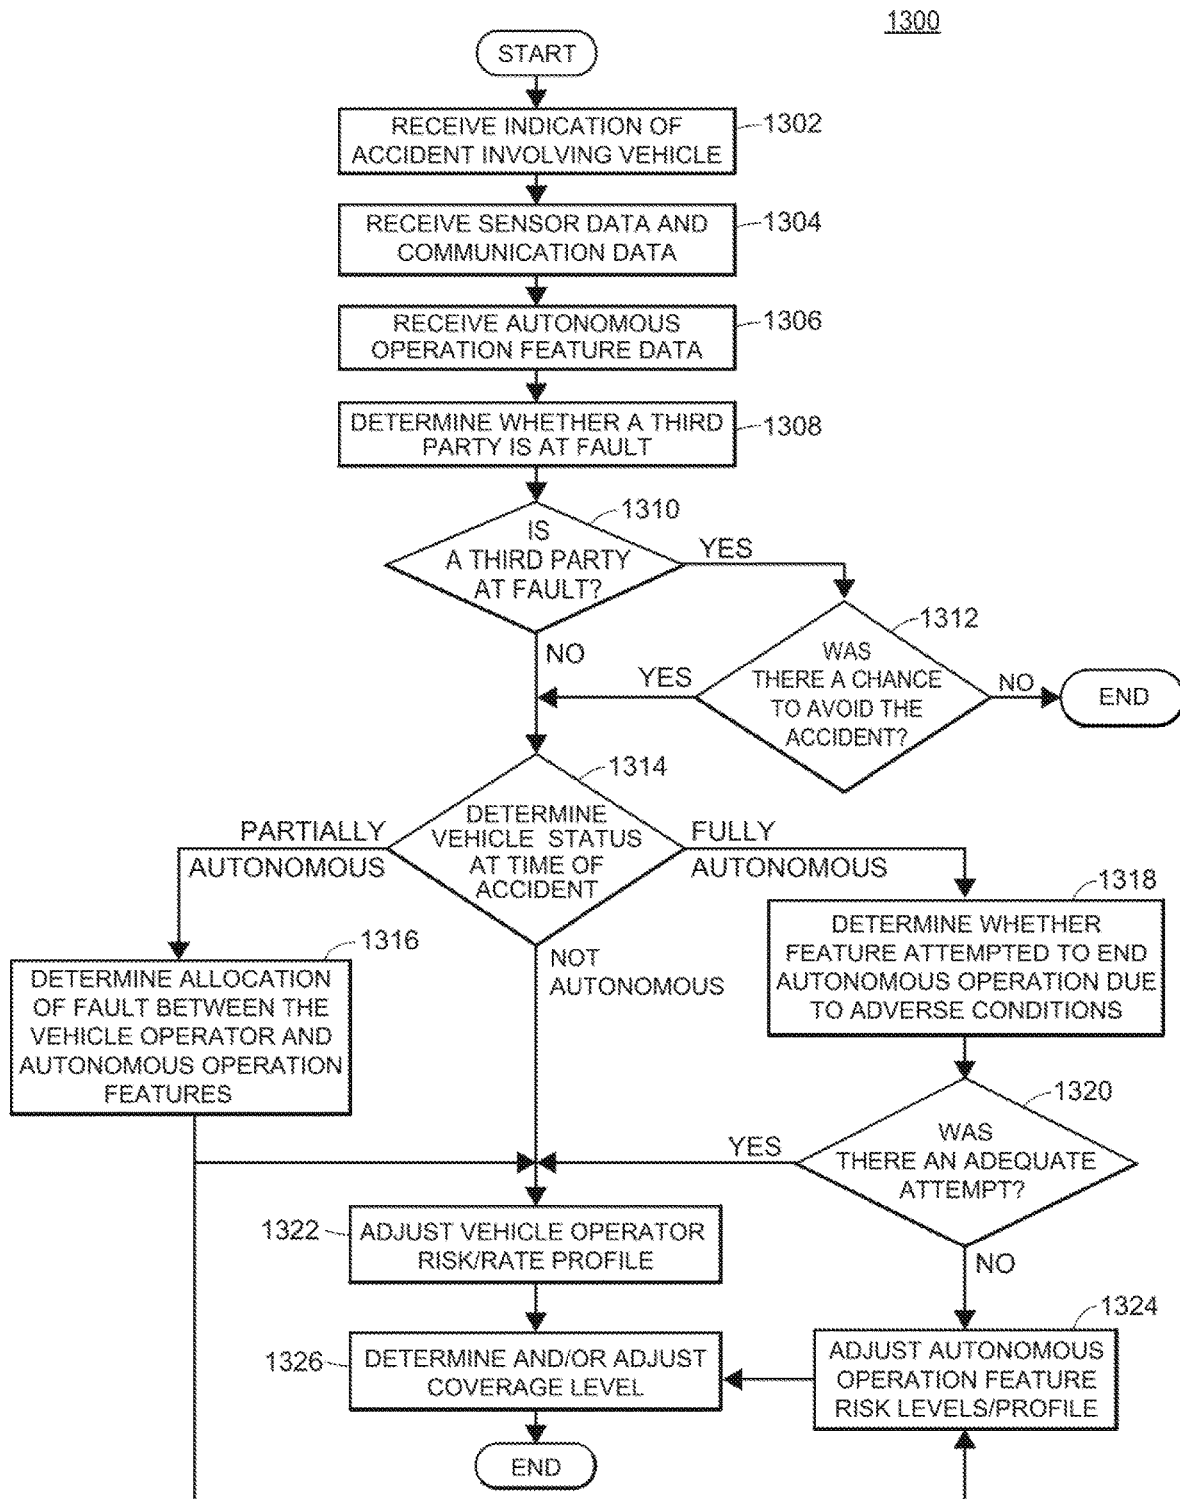 1300
START
RECEIVE INDICATION OF
ACCIDENT INVOLVING VEHICLE
1302
RECEIVE SENSOR DATA AND
COMMUNICATION DATA
1304
RECEIVE AUTONOMOUS
OPERATION FEATURE DATA
1306
DETERMINE WHETHER A THIRD
PARTY IS AT FAULT
1308
IS
A THIRD PARTY
AT FAULT?
1310
YES
NO
WAS
THERE A CHANCE
TO AVOID THE
ACCIDENT?
1312
YES
NO
END
DETERMINE
VEHICLE STATUS
AT TIME OF
ACCIDENT
1314
PARTIALLY
AUTONOMOUS
FULLY
AUTONOMOUS
NOT
AUTONOMOUS
1316
DETERMINE ALLOCATION
OF FAULT BETWEEN THE
VEHICLE OPERATOR AND
AUTONOMOUS OPERATION
FEATURES
1318
DETERMINE WHETHER
FEATURE ATTEMPTED TO END
AUTONOMOUS OPERATION DUE
TO ADVERSE CONDITIONS
1320
WAS
THERE AN ADEQUATE
ATTEMPT?
YES
NO
1322
ADJUST VEHICLE OPERATOR
RISK/RATE PROFILE
1324
ADJUST AUTONOMOUS
OPERATION FEATURE
RISK LEVELS/PROFILE
1326
DETERMINE AND/OR ADJUST
COVERAGE LEVEL
END